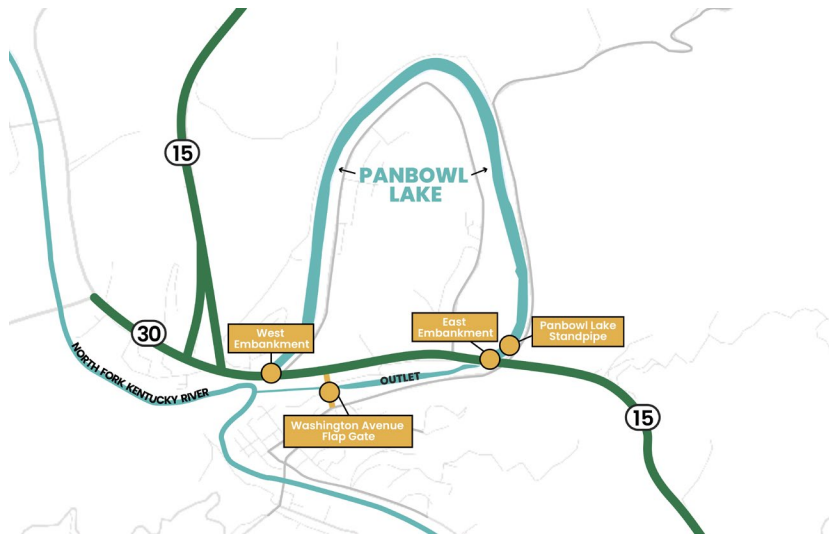 15
PANBOWL
LAKE
30
West
Embankment
East
Embankment
Panbowl Lake
Standpipe
NORTH FORK KENTUCKY RIVER
OUTLET
Washington Avenue
Flap Gate
15